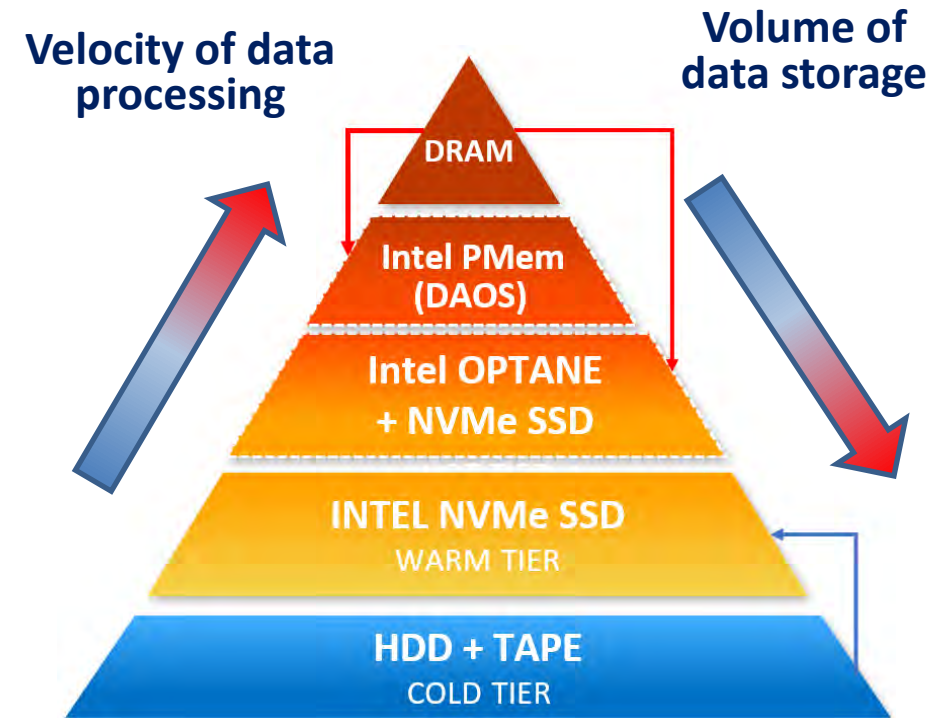 Velocity of data
processing
Volume of
data storage
DRAM
Intel PMem
(DAOS)
Intel OPTANE
+ NVMe SSD
INTEL NVMe SSD
WARM TIER
HDD + TAPE
COLD TIER